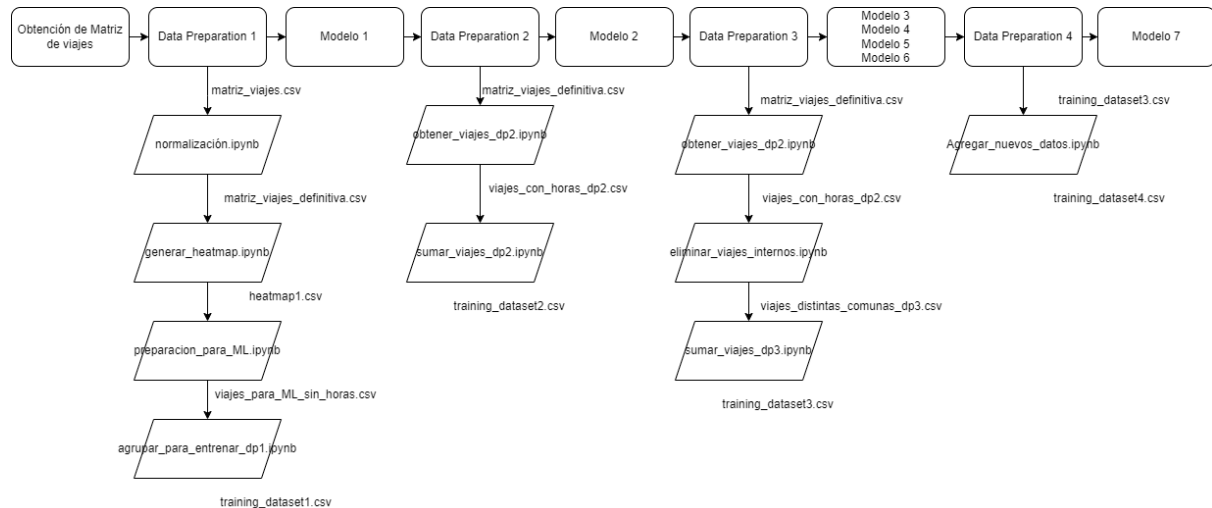 Obtención de Matriz
de viajes
Data Preparation 1
Modelo 1
Data Preparation 2
Modelo 2
Data Preparation 3
Modelo 3
Modelo 4
Modelo 5
Modelo 6
Data Preparation 4
Modelo 7
matriz_viajes.csv
normalización.ipynb
matriz_viajes_definitiva.csv
generar_heatmap.ipynb
heatmap1.csv
preparacion_para_ML.ipynb
viajes_para_ML_sin_horas.csv
agrupar_para_entrenar_dp1.ipynb
training_dataset1.csv
matriz_viajes_definitiva.csv
obtener_viajes_dp2.ipynb
viajes_con_horas_dp2.csv
sumar_viajes_dp2.ipynb
training_dataset2.csv
matriz_viajes_definitiva.csv
obtener_viajes_dp2.ipynb
viajes_con_horas_dp2.csv
eliminar_viajes_internos.ipynb
viajes_distintas_comunas_dp3.csv
sumar_viajes_dp3.ipynb
training_dataset3.csv
training_dataset3.csv
Agregar_nuevos_datos.ipynb
training_dataset4.csv